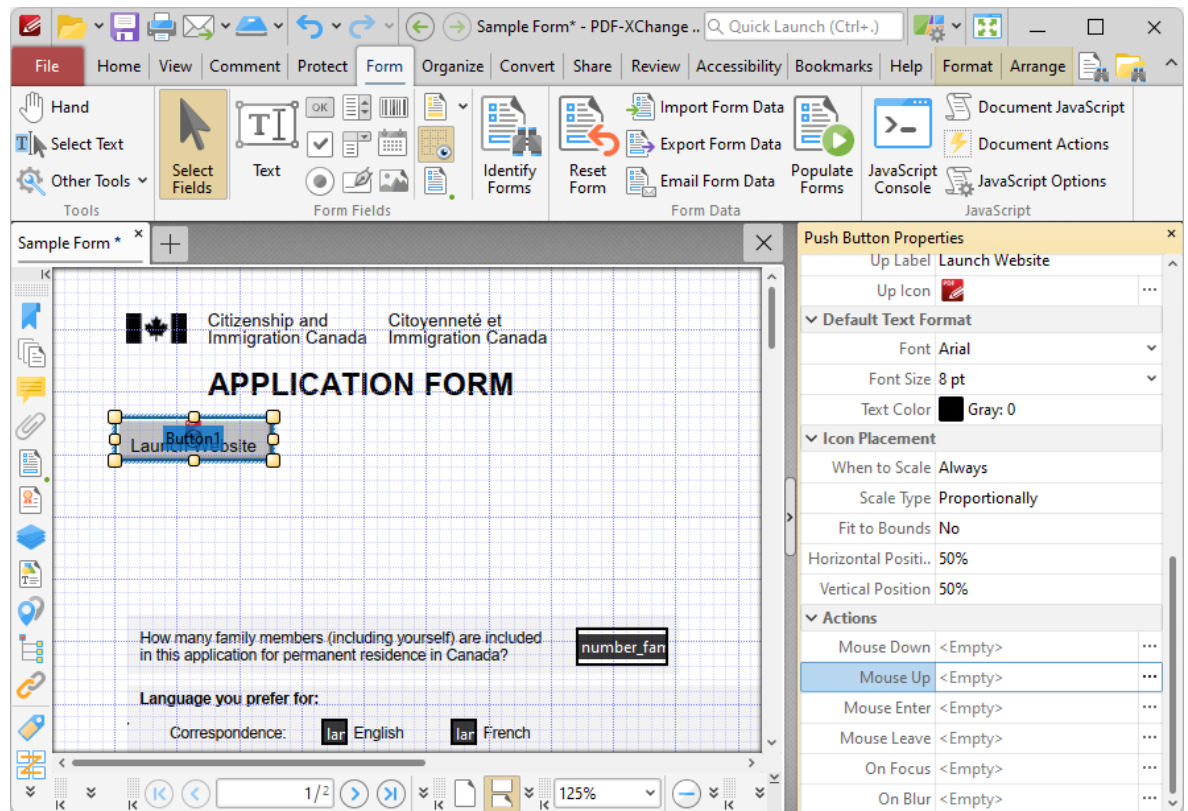 Sample Form* - PDF-XChange ..
Quick Launch (Ctrl+.)
File Home View Comment Protect Form Organize Convert Share Review Accessibility Bookmarks Help Format Arrange
Hand
Select Text
Other Tools
Tools
Select Fields
Text
OK
Form Fields
Identify Forms
Reset Form
Import Form Data
Export Form Data
Email Form Data
Populate Forms
Form Data
JavaScript Console
Document JavaScript
Document Actions
JavaScript Options
JavaScript
Sample Form *
Citizenship and Immigration Canada
Citoyenneté et Immigration Canada
APPLICATION FORM
Launch Website
Button1
How many family members (including yourself) are included
in this application for permanent residence in Canada?
number_fan
Language you prefer for:
Correspondence: lar English lar French
1/2
125%
Push Button Properties
Up Label Launch Website
Up Icon
Default Text Format
Font Arial
Font Size 8 pt
Text Color Gray: 0
Icon Placement
When to Scale Always
Scale Type Proportionally
Fit to Bounds No
Horizontal Positi.. 50%
Vertical Position 50%
Actions
Mouse Down <Empty>
Mouse Up <Empty>
Mouse Enter <Empty>
Mouse Leave <Empty>
On Focus <Empty>
On Blur <Empty>